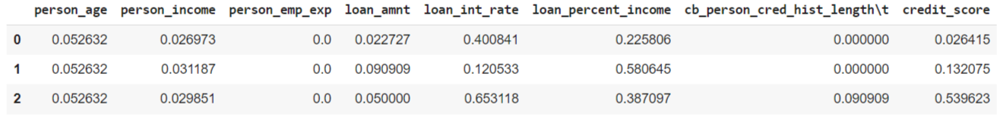 person_age person_income person_emp_exp loan_amnt loan_int_rate loan_percent_income cb_person_cred_hist_length\t credit_score
0 0.052632 0.026973 0.0 0.022727 0.400841 0.225806 0.000000 0.026415
1 0.052632 0.031187 0.0 0.090909 0.120533 0.580645 0.000000 0.132075
2 0.052632 0.029851 0.0 0.050000 0.653118 0.387097 0.090909 0.539623